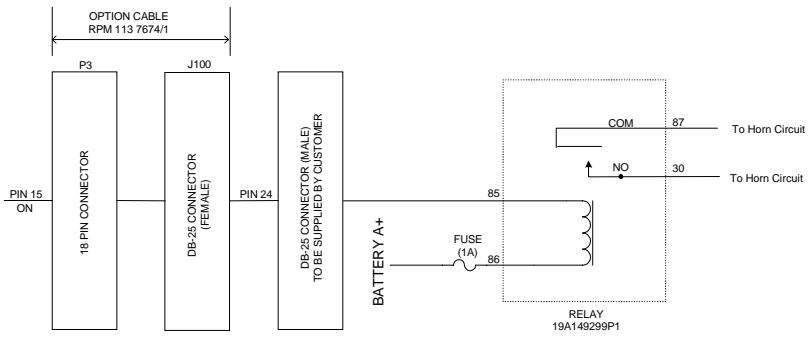 OPTION CABLE
RPM 113 7674/1
P3
J100
18 PIN CONNECTOR
DB-25 CONNECTOR
(FEMALE)
DB-25 CONNECTOR (MALE)
TO BE SUPPLIED BY CUSTOMER
PIN 15
ON
PIN 24
BATTERY A+
FUSE
(1A)
85
86
COM
87
To Horn Circuit
NO
30
To Horn Circuit
RELAY
19A149299P1